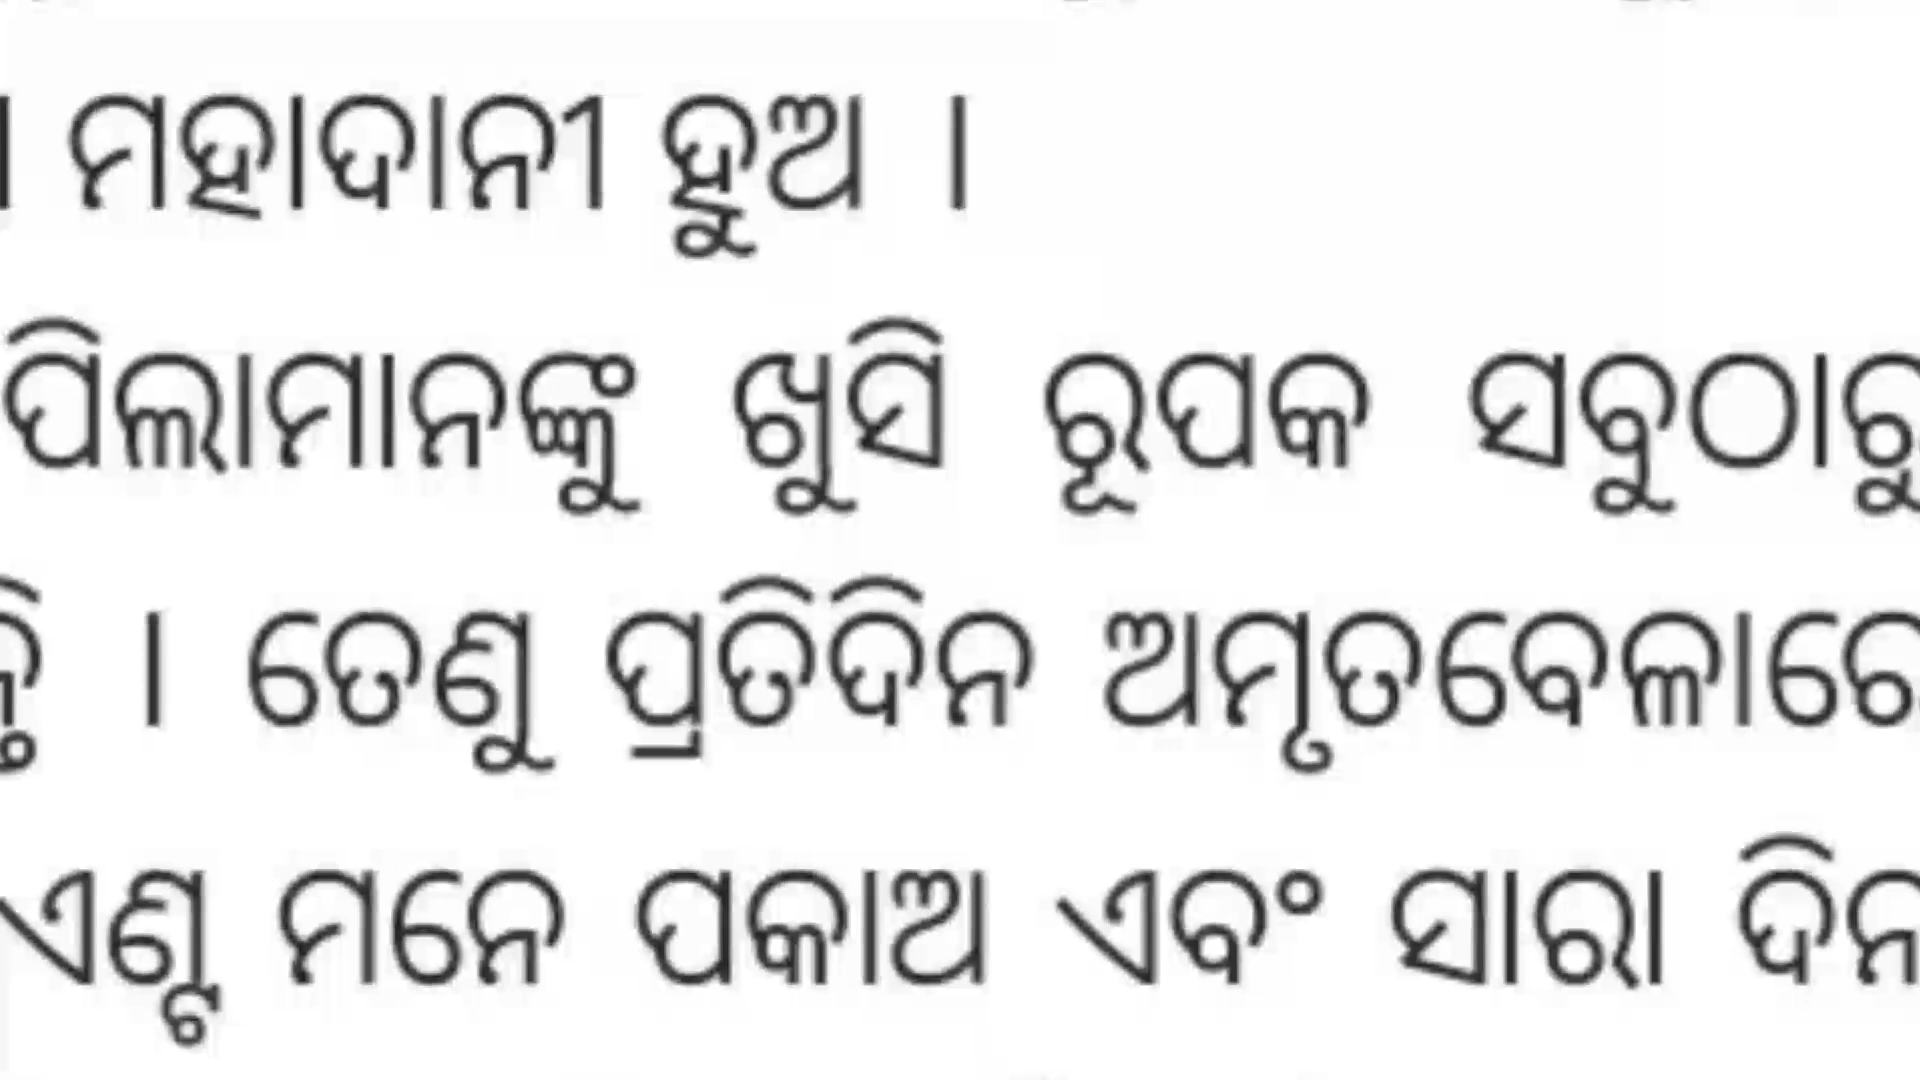 ମହାଦାନୀ ହୁଅ ।
ପିଲାମାନଙ୍କୁ ଖୁସି ରୂପକ ସବୁଠାରୁ
। ତେଣୁ ପ୍ରତିଦିନ ଅମୃତବେଳାରେ
ଏଣ୍ଟ ମନେ ପକାଅ ଏବଂ ସାରା ଦିନ